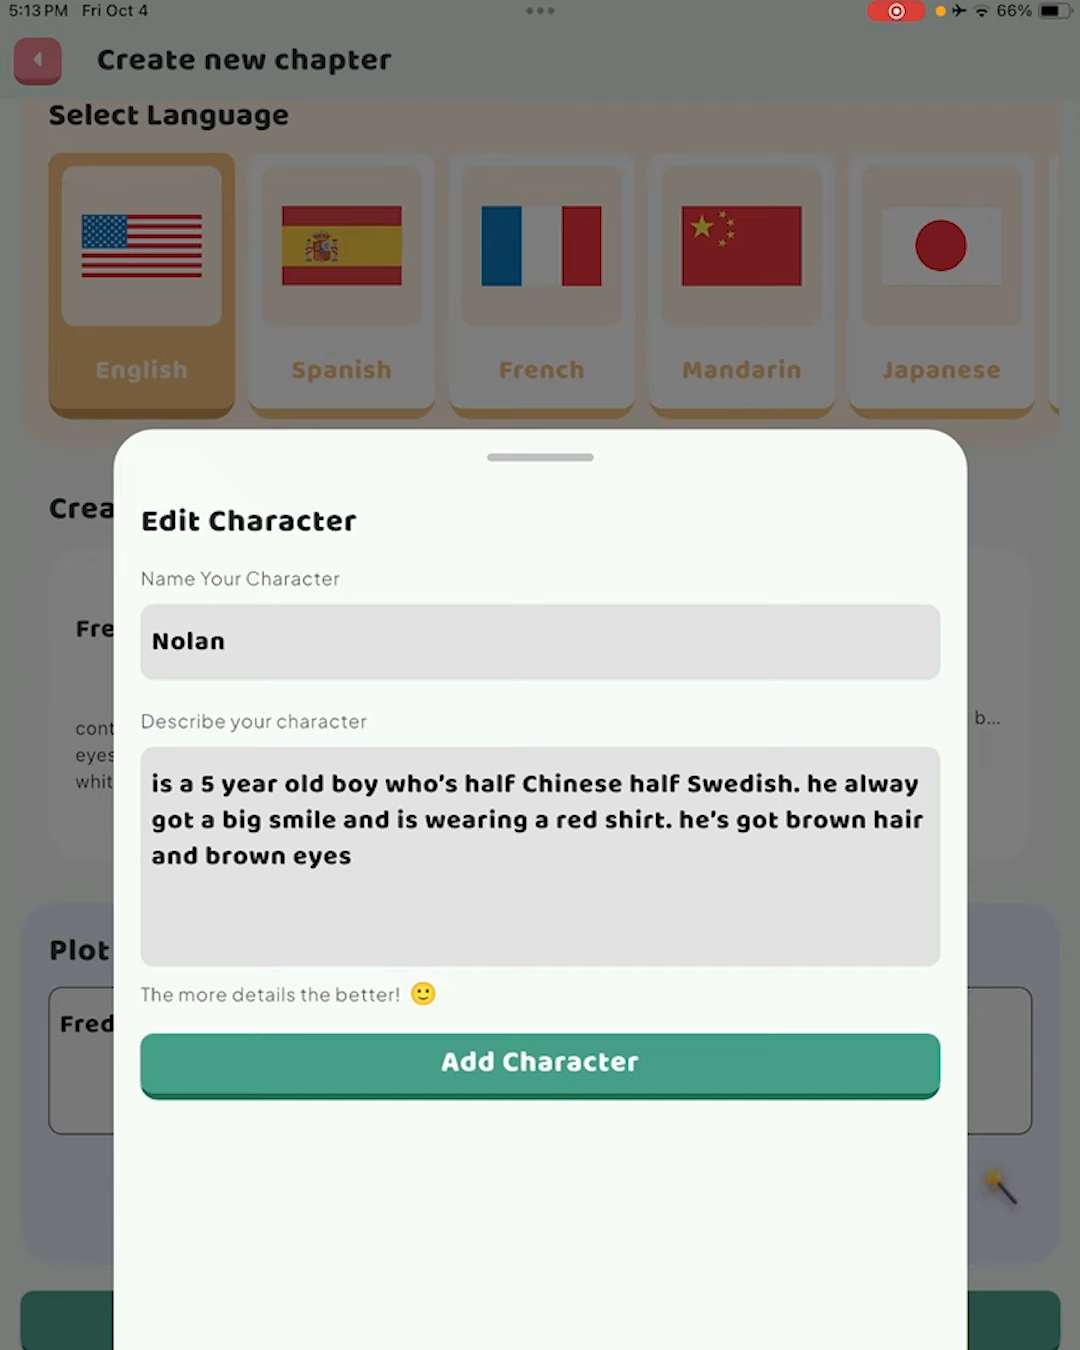 5:13 PM Fri Oct 4
66%
Create new chapter
Select Language
English Spanish French Mandarin Japanese
Crea
Edit Character
Name Your Character
Fre
Nolan
Describe your character
b...
cont
eyes
whit
is a 5 year old boy who's half Chinese half Swedish. he alway
got a big smile and is wearing a red shirt. he's got brown hair
and brown eyes
Plot
The more details the better! 🙂
Fred
Add Character